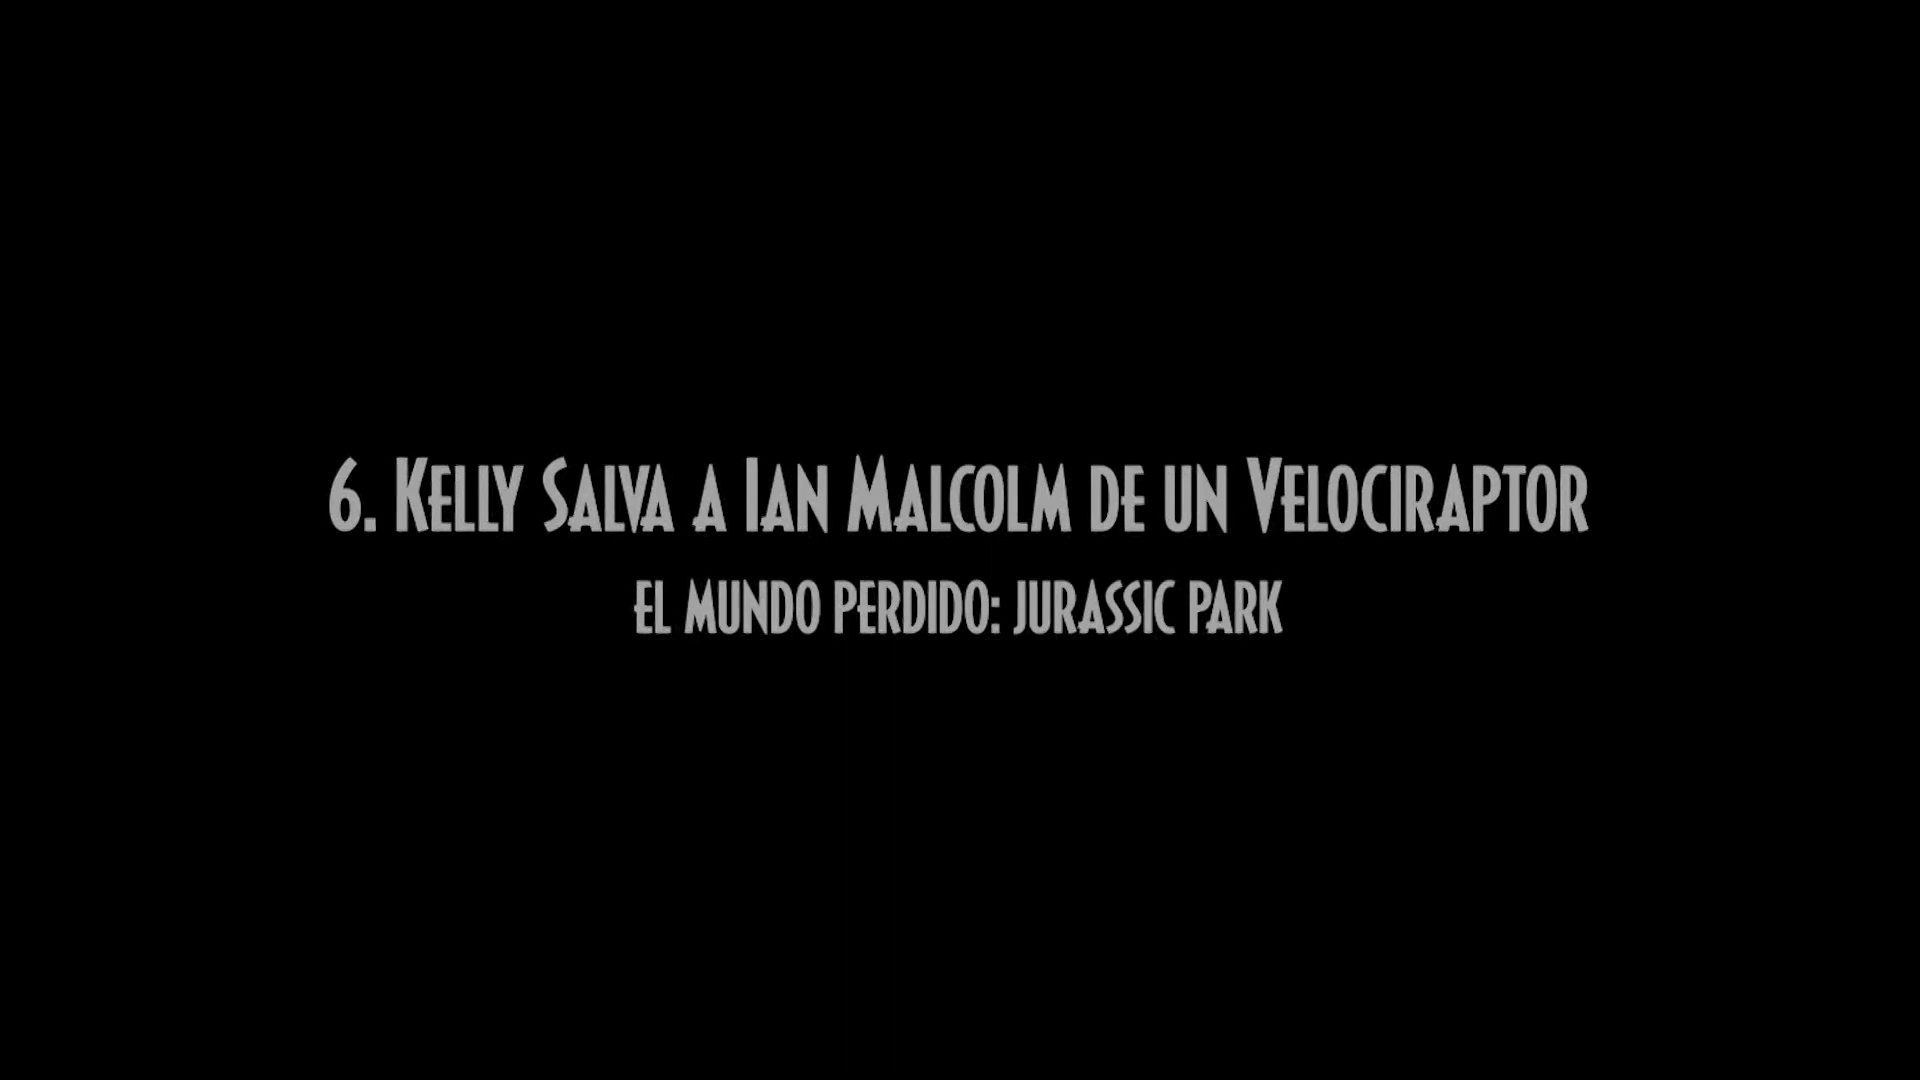 6. Kelly Salva a Ian Malcolm de un Velociraptor
El Mundo Perdido: Jurassic Park